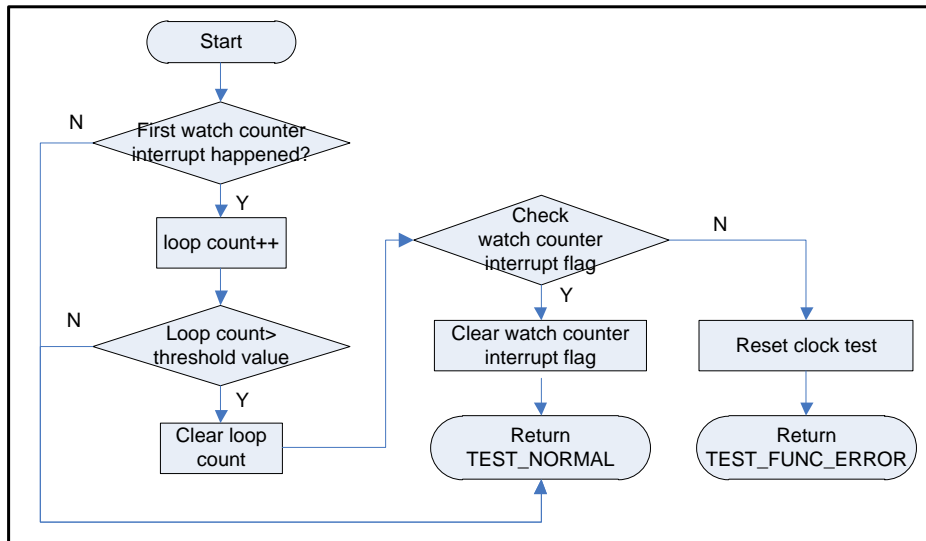 Start
N
First watch counter
interrupt happened?
Y
loop count++
N
Loop count>
threshold value
Y
Clear loop
count
Check
watch counter
interrupt flag
N
Y
Clear watch counter
interrupt flag
Reset clock test
Return
TEST_NORMAL
Return
TEST_FUNC_ERROR